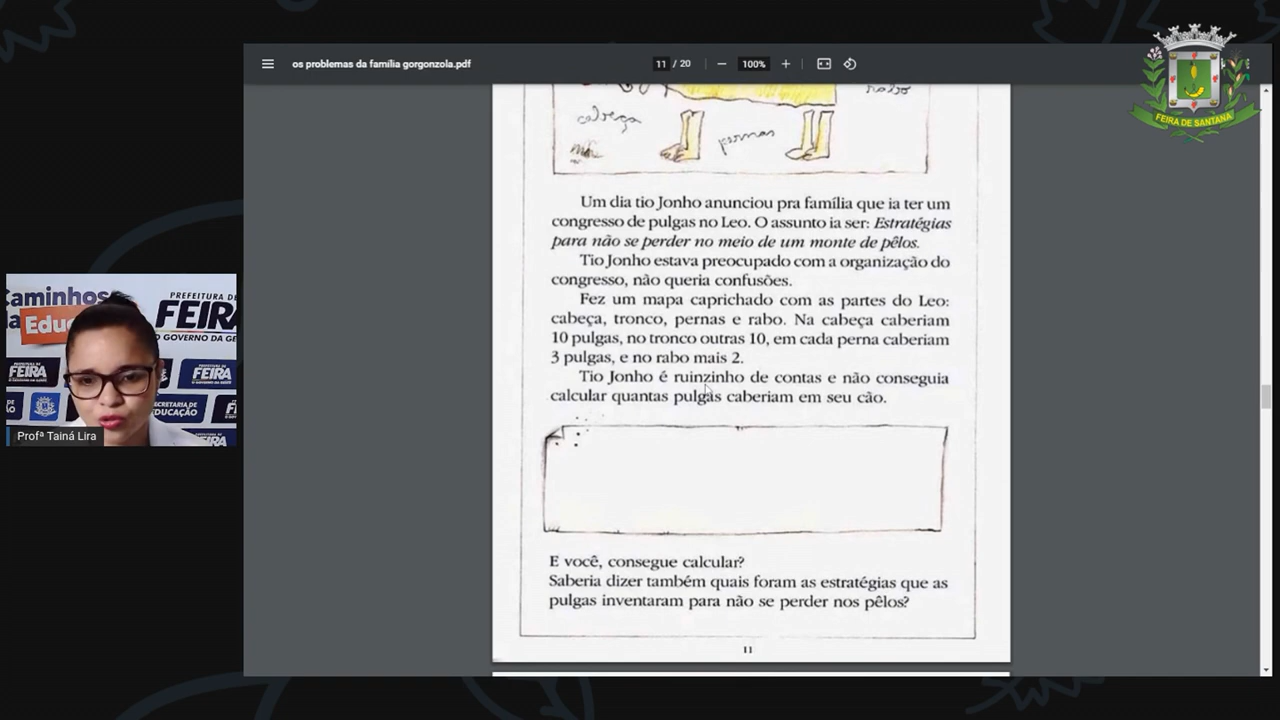 os problemas da família gorgonzola.pdf
11 / 20
100%
FEIRA DE SANTANA
rabo
cabeça
pernas
Um dia tio Jonho anunciou pra família que ia ter um
congresso de pulgas no Leo. O assunto ia ser: Estratégias
para não se perder no meio de um monte de pêlos.
Tio Jonho estava preocupado com a organização do
congresso, não queria confusões.
Fez um mapa caprichado com as partes do Leo:
cabeça, tronco, pernas e rabo. Na cabeça caberiam
10 pulgas, no tronco outras 10, em cada perna caberiam
3 pulgas, e no rabo mais 2.
Tio Jonho é ruinzinho de contas e não conseguia
calcular quantas pulgas caberiam em seu cão.
E você, consegue calcular?
Saberia dizer também quais foram as estratégias que as
pulgas inventaram para não se perder nos pêlos?
11
Caminhos
da Edu
PREFEITURA DE
FEIRA
O GOVERNO DA GE
PREFEITURA DE
FEIRA
FEIRA
SECRETARIA DE
EDUCAÇÃO
Profª Tainá Lira